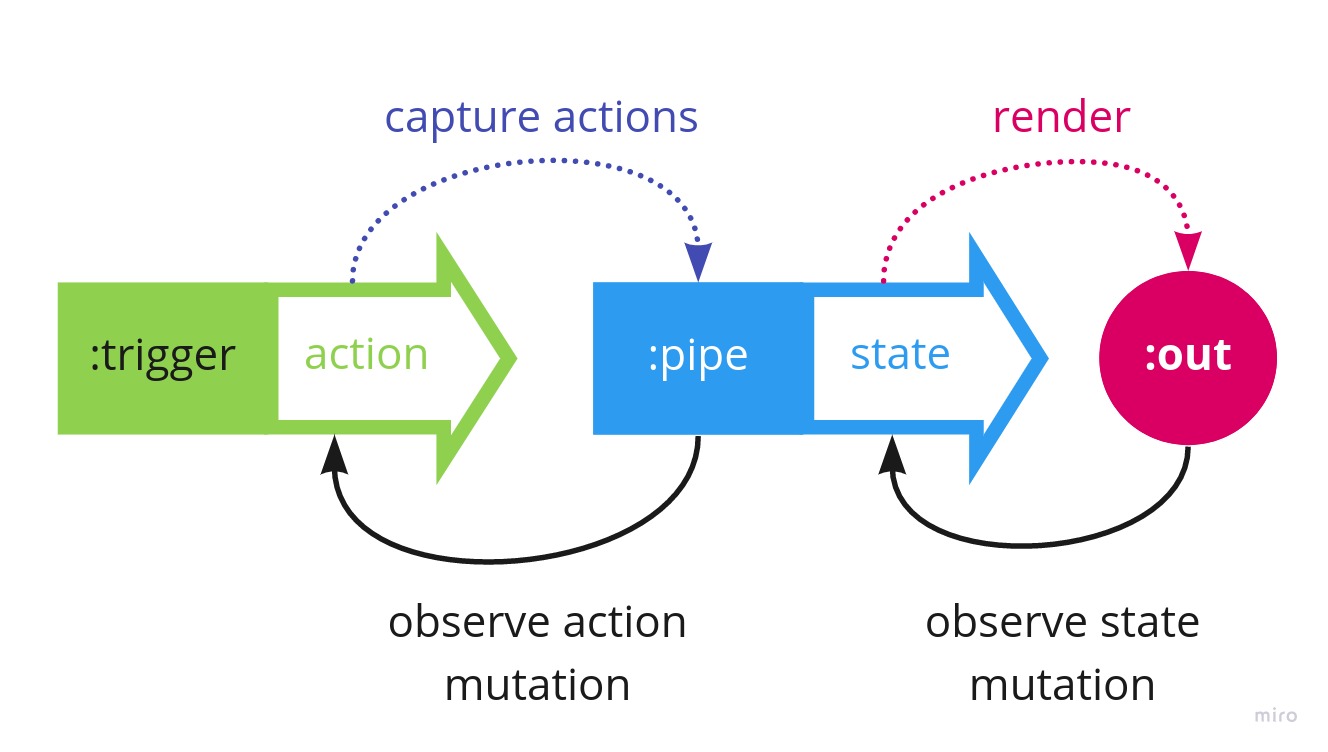 capture actions
render
:trigger
action
:pipe
state
:out
observe action
mutation
observe state
mutation
miro